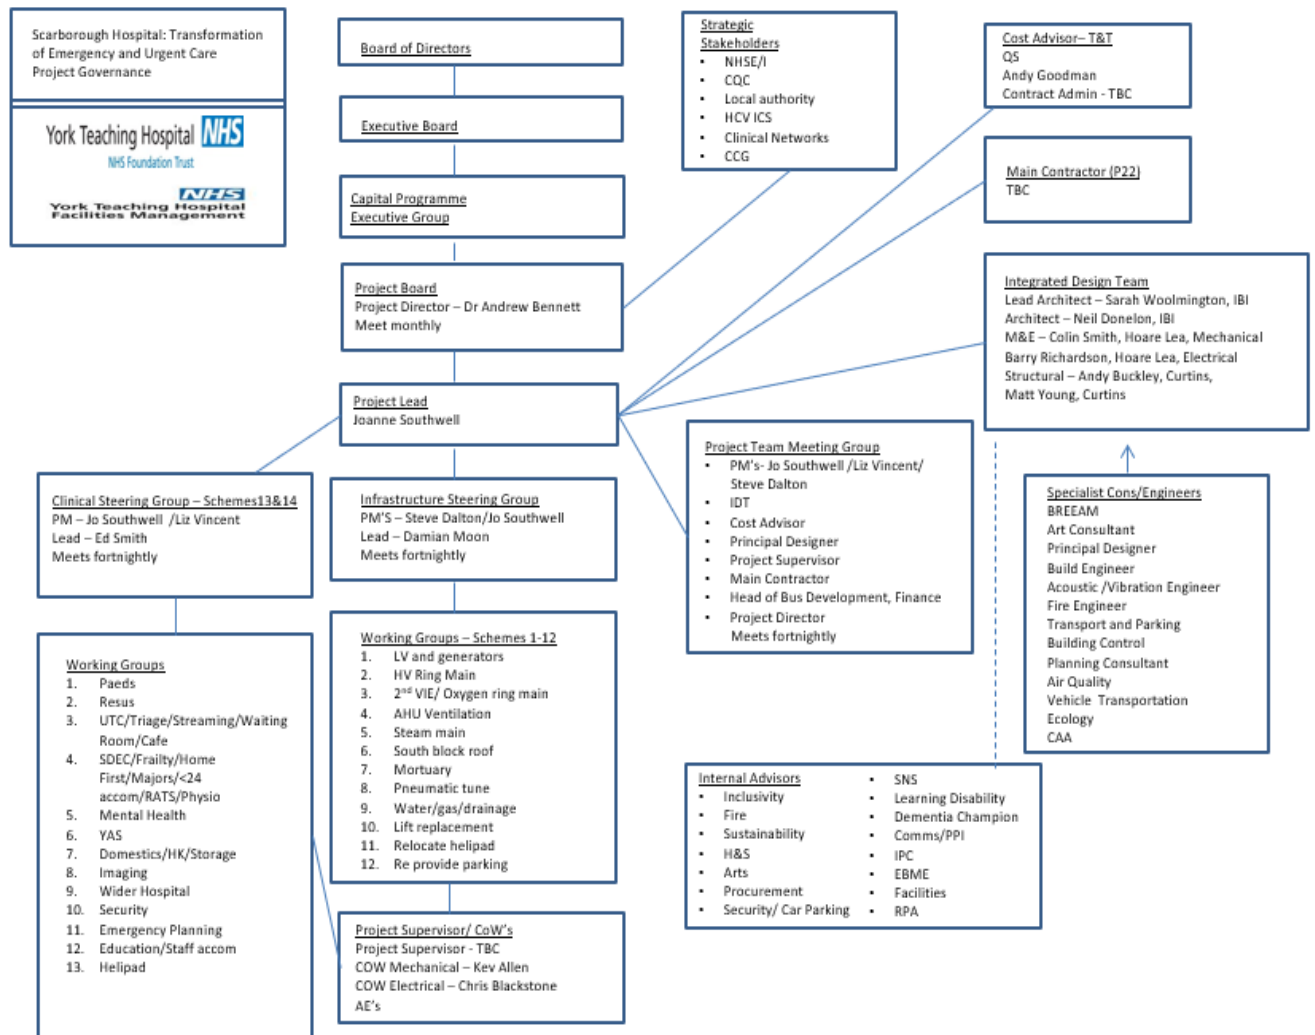 Scarborough Hospital: Transformation
of Emergency and Urgent Care
Project Governance
York Teaching Hospital NHS
NHS Foundation Trust
NHS
York Teaching Hospital
Facilities Management
Board of Directors
Executive Board
Capital Programme
Executive Group
Project Board
Project Director – Dr Andrew Bennett
Meet monthly
Project Lead
Joanne Southwell
Strategic
Stakeholders
▪ NHSE/I
▪ CQC
▪ Local authority
▪ HCV ICS
▪ Clinical Networks
▪ CCG
Cost Advisor– T&T
QS
Andy Goodman
Contract Admin - TBC
Main Contractor (P22)
TBC
Integrated Design Team
Lead Architect – Sarah Woolmington, IBI
Architect – Neil Donelon, IBI
M&E – Colin Smith, Hoare Lea, Mechanical
Barry Richardson, Hoare Lea, Electrical
Structural – Andy Buckley, Curtins,
Matt Young, Curtins
Clinical Steering Group – Schemes13&14
PM – Jo Southwell /Liz Vincent
Lead – Ed Smith
Meets fortnightly
Infrastructure Steering Group
PM'S – Steve Dalton/Jo Southwell
Lead – Damian Moon
Meets fortnightly
Project Team Meeting Group
▪ PM's- Jo Southwell /Liz Vincent/
Steve Dalton
▪ IDT
▪ Cost Advisor
▪ Principal Designer
▪ Project Supervisor
▪ Main Contractor
▪ Head of Bus Development, Finance
▪ Project Director
Meets fortnightly
Specialist Cons/Engineers
BREEAM
Art Consultant
Principal Designer
Build Engineer
Acoustic /Vibration Engineer
Fire Engineer
Transport and Parking
Building Control
Planning Consultant
Air Quality
Vehicle Transportation
Ecology
CAA
Working Groups
1. Paeds
2. Resus
3. UTC/Triage/Streaming/Waiting
Room/Cafe
4. SDEC/Frailty/Home
First/Majors/<24
accom/RATS/Physio
5. Mental Health
6. YAS
7. Domestics/HK/Storage
8. Imaging
9. Wider Hospital
10. Security
11. Emergency Planning
12. Education/Staff accom
13. Helipad
Working Groups – Schemes 1-12
1. LV and generators
2. HV Ring Main
3. 2nd VIE/ Oxygen ring main
4. AHU Ventilation
5. Steam main
6. South block roof
7. Mortuary
8. Pneumatic tune
9. Water/gas/drainage
10. Lift replacement
11. Relocate helipad
12. Re provide parking
Project Supervisor/ CoW's
Project Supervisor - TBC
COW Mechanical – Kev Allen
COW Electrical – Chris Blackstone
AE's
Internal Advisors
▪ Inclusivity
▪ Fire
▪ Sustainability
▪ H&S
▪ Arts
▪ Procurement
▪ Security/ Car Parking
▪ SNS
▪ Learning Disability
▪ Dementia Champion
▪ Comms/PPI
▪ IPC
▪ EBME
▪ Facilities
▪ RPA